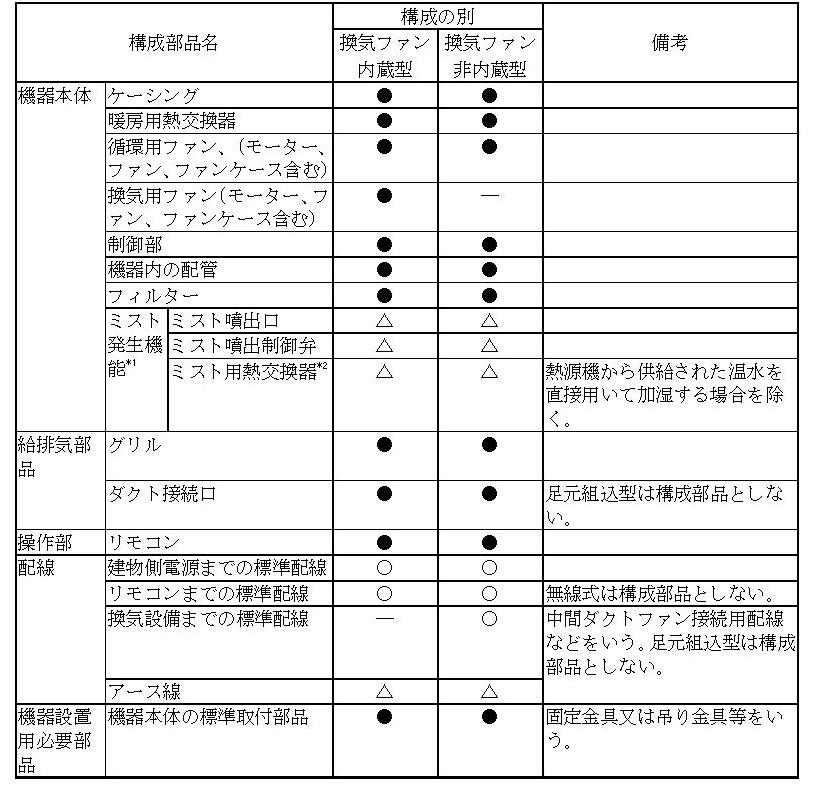 構成部品名
構成の別
換気ファン
内蔵型
換気ファン
非内蔵型
備考
機器本体
ケーシング
●
●
暖房用熱交換器
●
●
循環用ファン、（モーター、
ファン、ファンケース含む）
●
●
換気用ファン（モーター、フ
ァン、ファンケース含む）
●
―
制御部
●
●
機器内の配管
●
●
フィルター
●
●
ミスト
発生機
能*1
ミスト噴出口
△
△
ミスト噴出制御弁
△
△
ミスト用熱交換器*2
△
△
熱源機から供給された温水を
直接用いて加湿する場合を除
く。
給排気部
品
グリル
●
●
ダクト接続口
●
●
足元組込型は構成部品としな
い。
操作部
リモコン
●
●
配線
建物側電源までの標準配線
○
○
リモコンまでの標準配線
○
○
無線式は構成部品としない。
換気設備までの標準配線
―
○
中間ダクトファン接続用配線
などをいう。足元組込型は構成
部品としない。
アース線
△
△
機器設置
用必要部
品
機器本体の標準取付部品
●
●
固定金具又は吊り金具等をい
う。